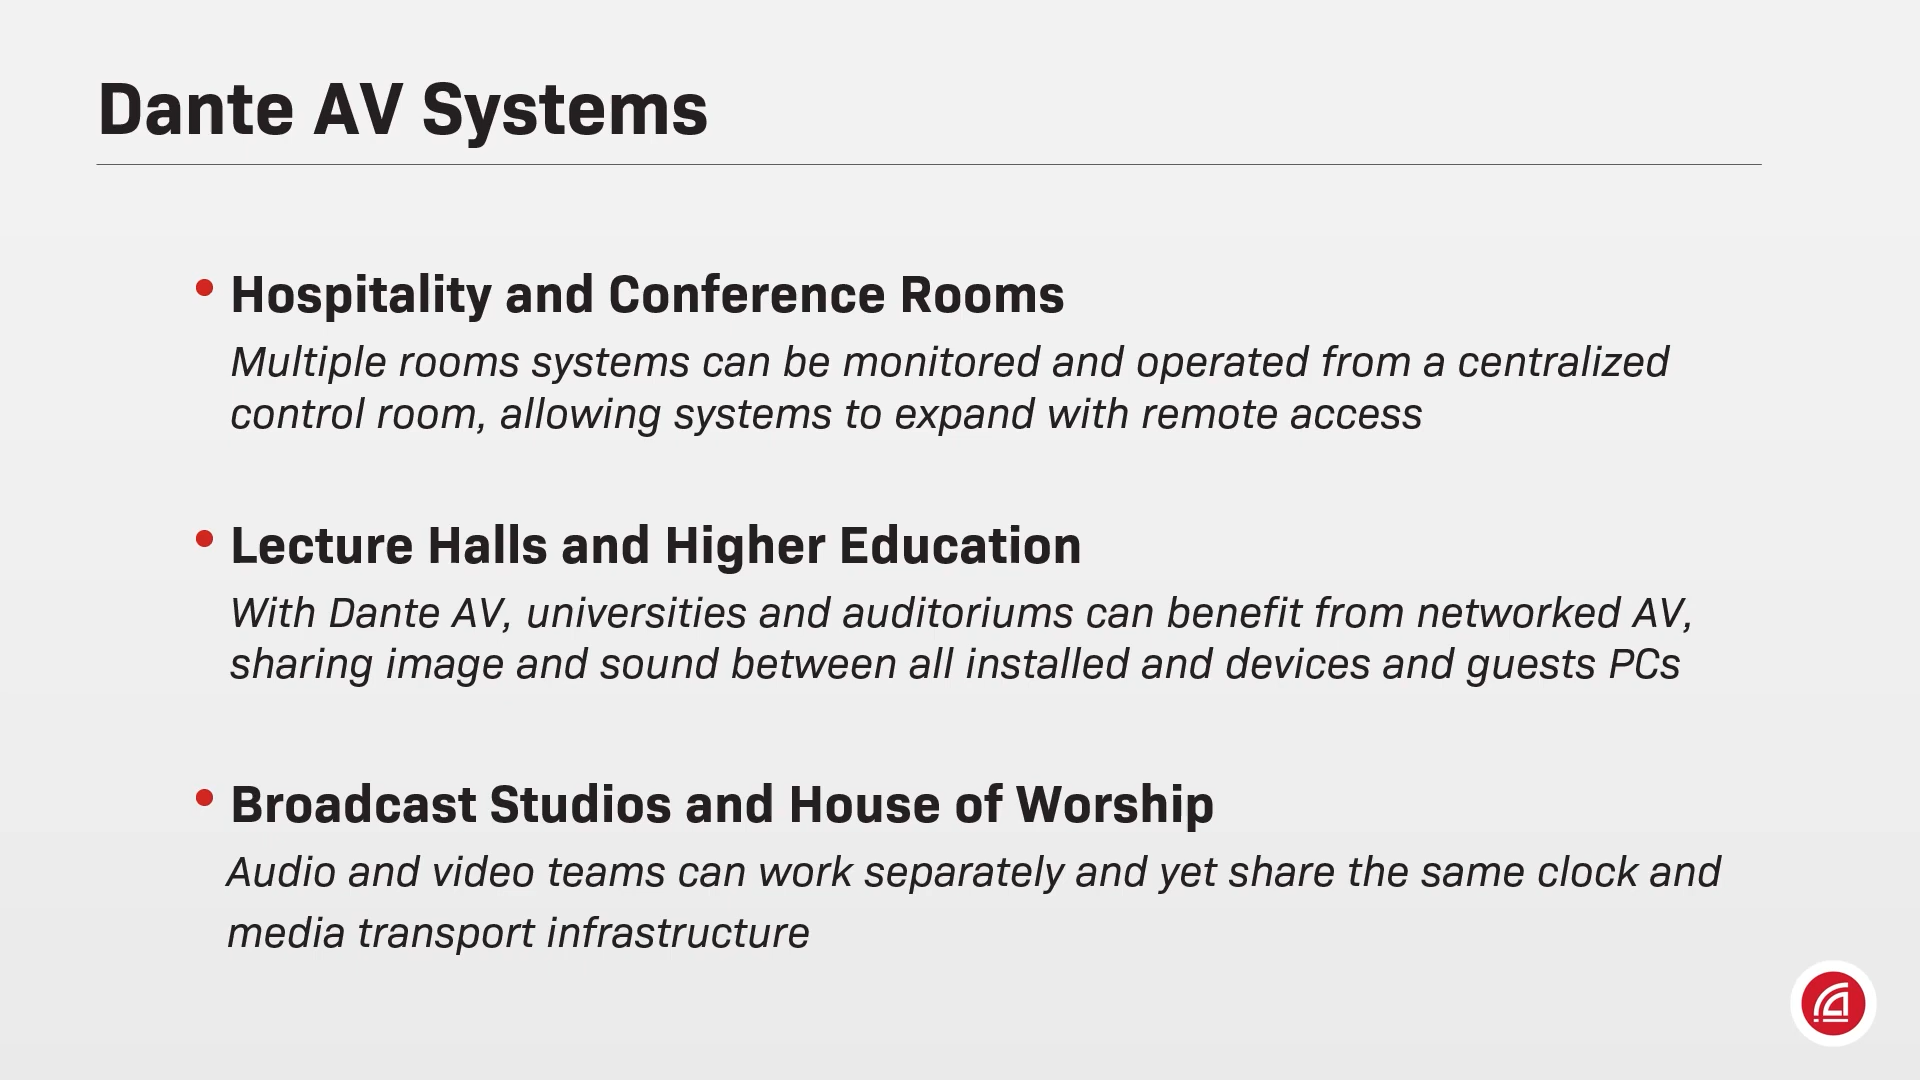 Dante AV Systems
• Hospitality and Conference Rooms
Multiple rooms systems can be monitored and operated from a centralized
control room, allowing systems to expand with remote access
• Lecture Halls and Higher Education
With Dante AV, universities and auditoriums can benefit from networked AV,
sharing image and sound between all installed and devices and guests PCs
• Broadcast Studios and House of Worship
Audio and video teams can work separately and yet share the same clock and
media transport infrastructure